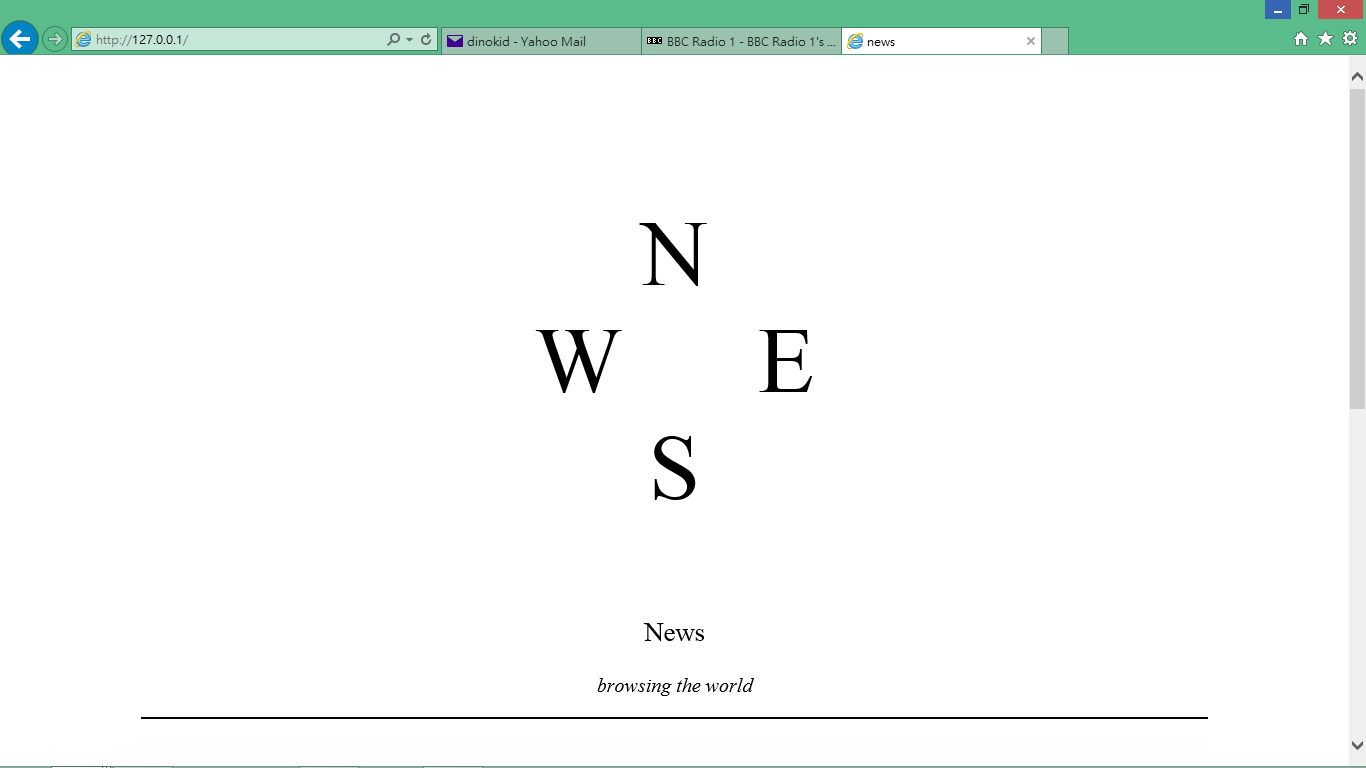 http://127.0.0.1/
dinokid - Yahoo Mail
BBC
BBC Radio 1 - BBC Radio 1's ...
news
N
W E
S
News
browsing the world